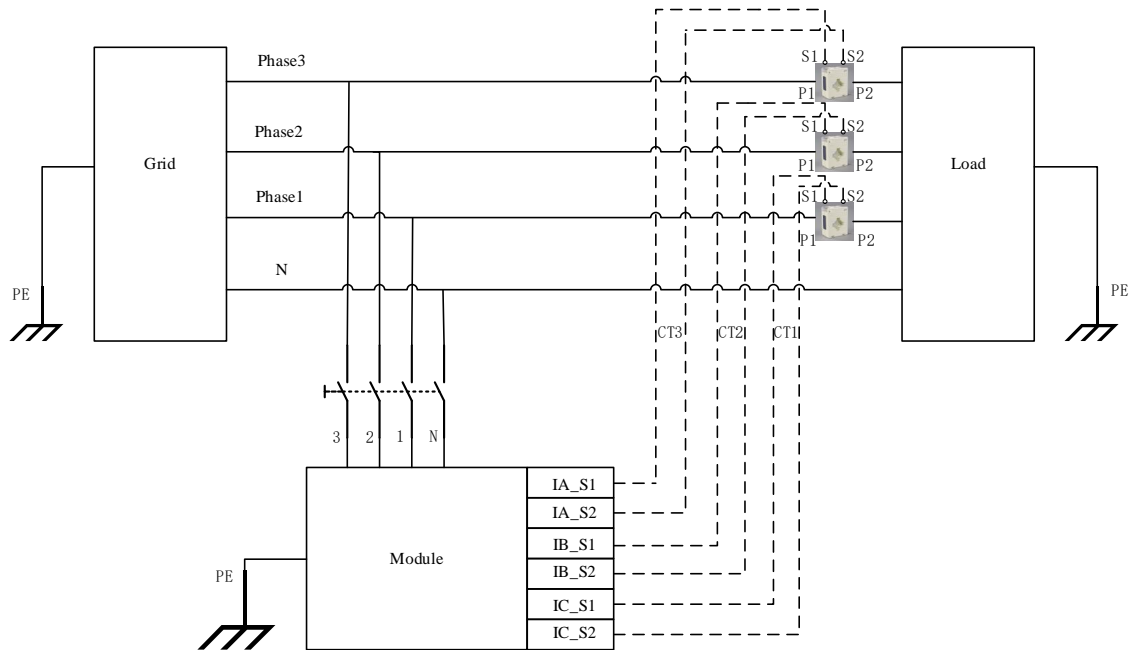 Phase3
S1 S2
P1 P2
Phase2
S1 S2
Grid
P1 P2
Load
Phase1
S1 S2
P1 P2
N
PE
PE
CT3 CT2 CT1
3 2 1 N
IA_S1
IA_S2
IB_S1
Module
IB_S2
PE
IC_S1
IC_S2